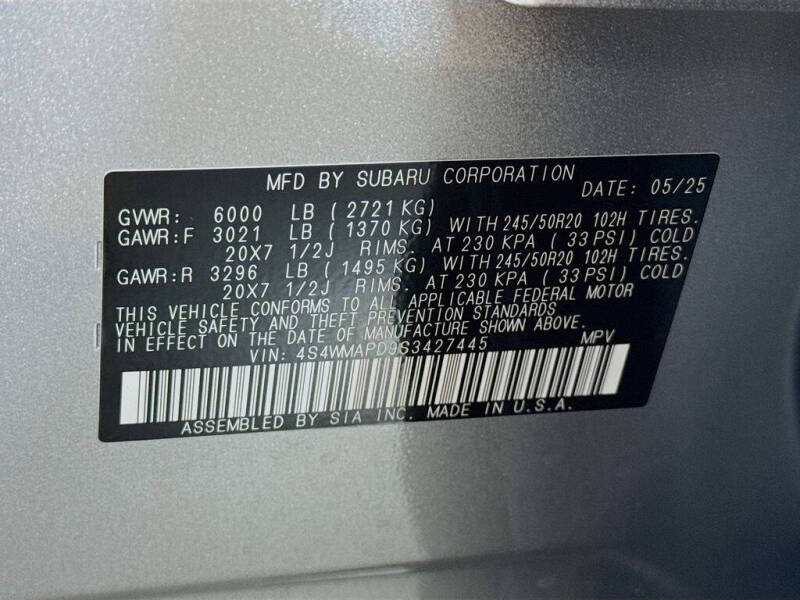 MFD BY SUBARU CORPORATION DATE: 05/25
GVWR: 6000 LB ( 2721 KG)
GAWR:F 3021 LB ( 1370 KG) WITH 245/50R20 102H TIRES.
20X7 1/2J RIMS. AT 230 KPA ( 33 PSI) COLD
GAWR:R 3296 LB ( 1495 KG) WITH 245/50R20 102H TIRES.
20X7 1/2J RIMS. AT 230 KPA ( 33 PSI) COLD
THIS VEHICLE CONFORMS TO ALL APPLICABLE FEDERAL MOTOR
VEHICLE SAFETY AND THEFT PREVENTION STANDARDS
IN EFFECT ON THE DATE OF MANUFACTURE SHOWN ABOVE.
VIN: 4S4WMAPD9S3427445 MPV
ASSEMBLED BY SIA INC. MADE IN U.S.A.